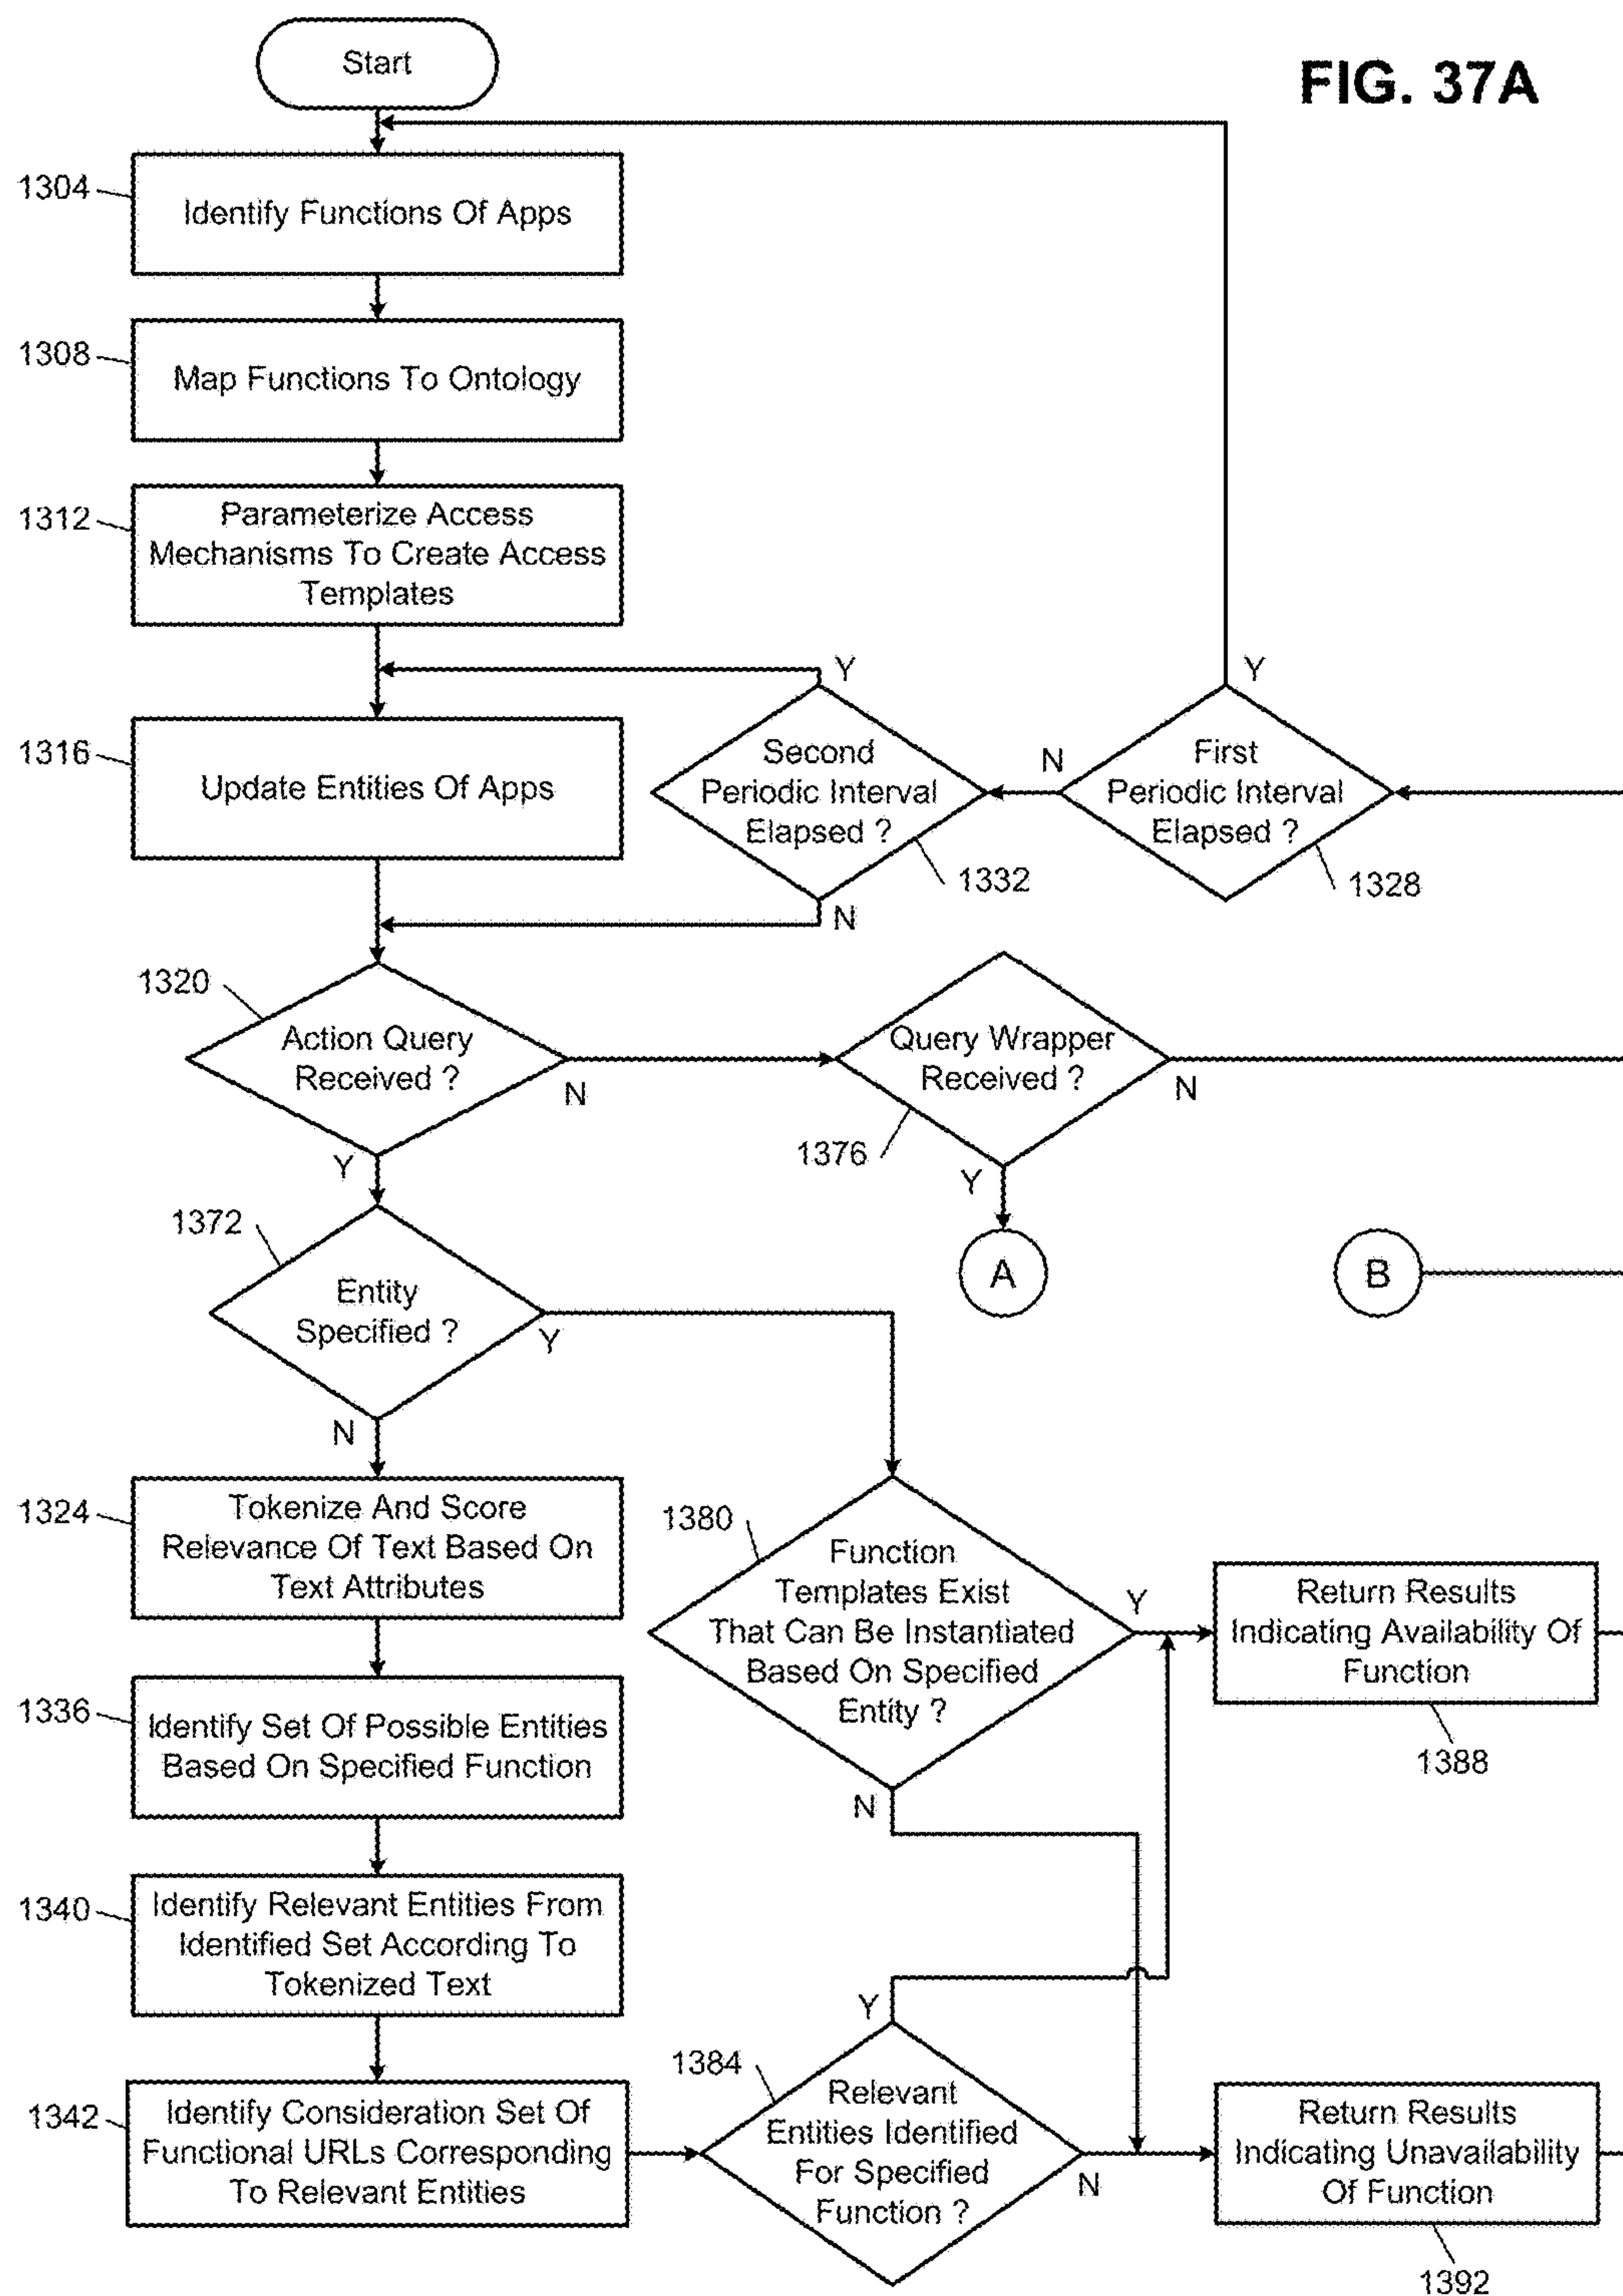 FIG. 37A
Start
1304
Identify Functions Of Apps
1308
Map Functions To Ontology
1312
Parameterize Access
Mechanisms To Create Access
Templates
1316
Update Entities Of Apps
Y
Second
Periodic Interval
Elapsed ?
1332
N
N
Y
First
Periodic Interval
Elapsed ?
1328
1320
Action Query
Received ?
N
Y
Query Wrapper
Received ?
1376
N
Y
A
B
1372
Entity
Specified ?
Y
N
1324
Tokenize And Score
Relevance Of Text Based On
Text Attributes
1336
Identify Set Of Possible Entities
Based On Specified Function
1340
Identify Relevant Entities From
Identified Set According To
Tokenized Text
1342
Identify Consideration Set Of
Functional URLs Corresponding
To Relevant Entities
1380
Function
Templates Exist
That Can Be Instantiated
Based On Specified
Entity ?
Y
N
Return Results
Indicating Availability Of
Function
1388
1384
Y
Relevant
Entities Identified
For Specified
Function ?
N
Return Results
Indicating Unavailability
Of Function
1392